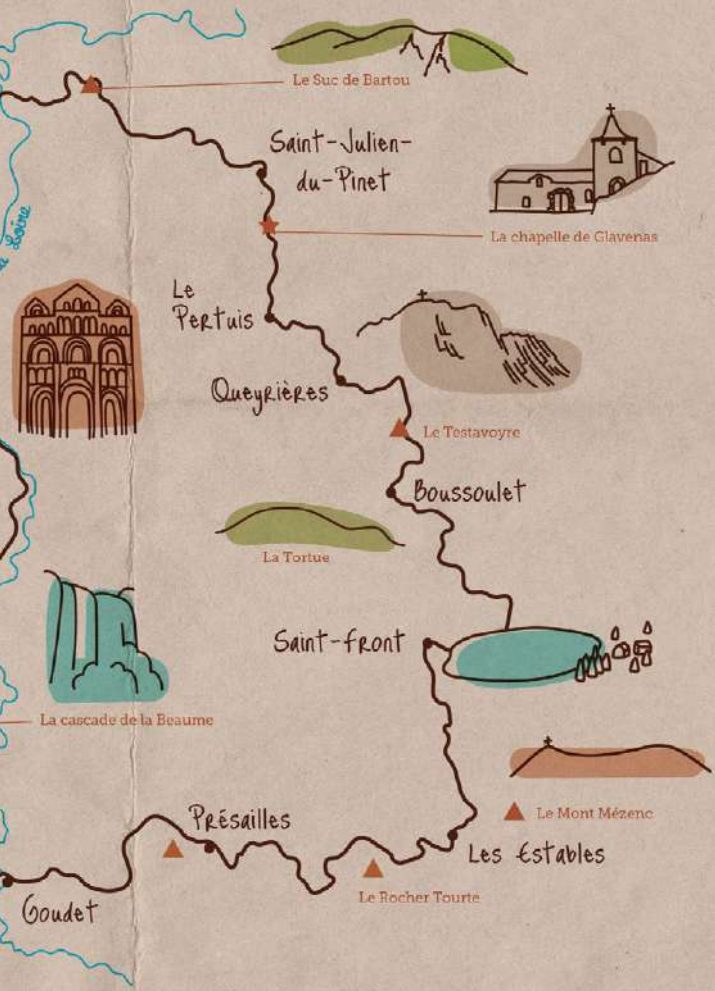 Le Suc de Bartou
Saint-Julien-
du-Pinet
La chapelle de Glavenas
Loire
Le
Pertuis
Queyrières
Le Testavoyre
Boussoulet
La Tortue
Saint-Front
La cascade de la Beaume
Le Mont Mézenc
Présailles
Les Estables
Le Rocher Tourte
Goudet